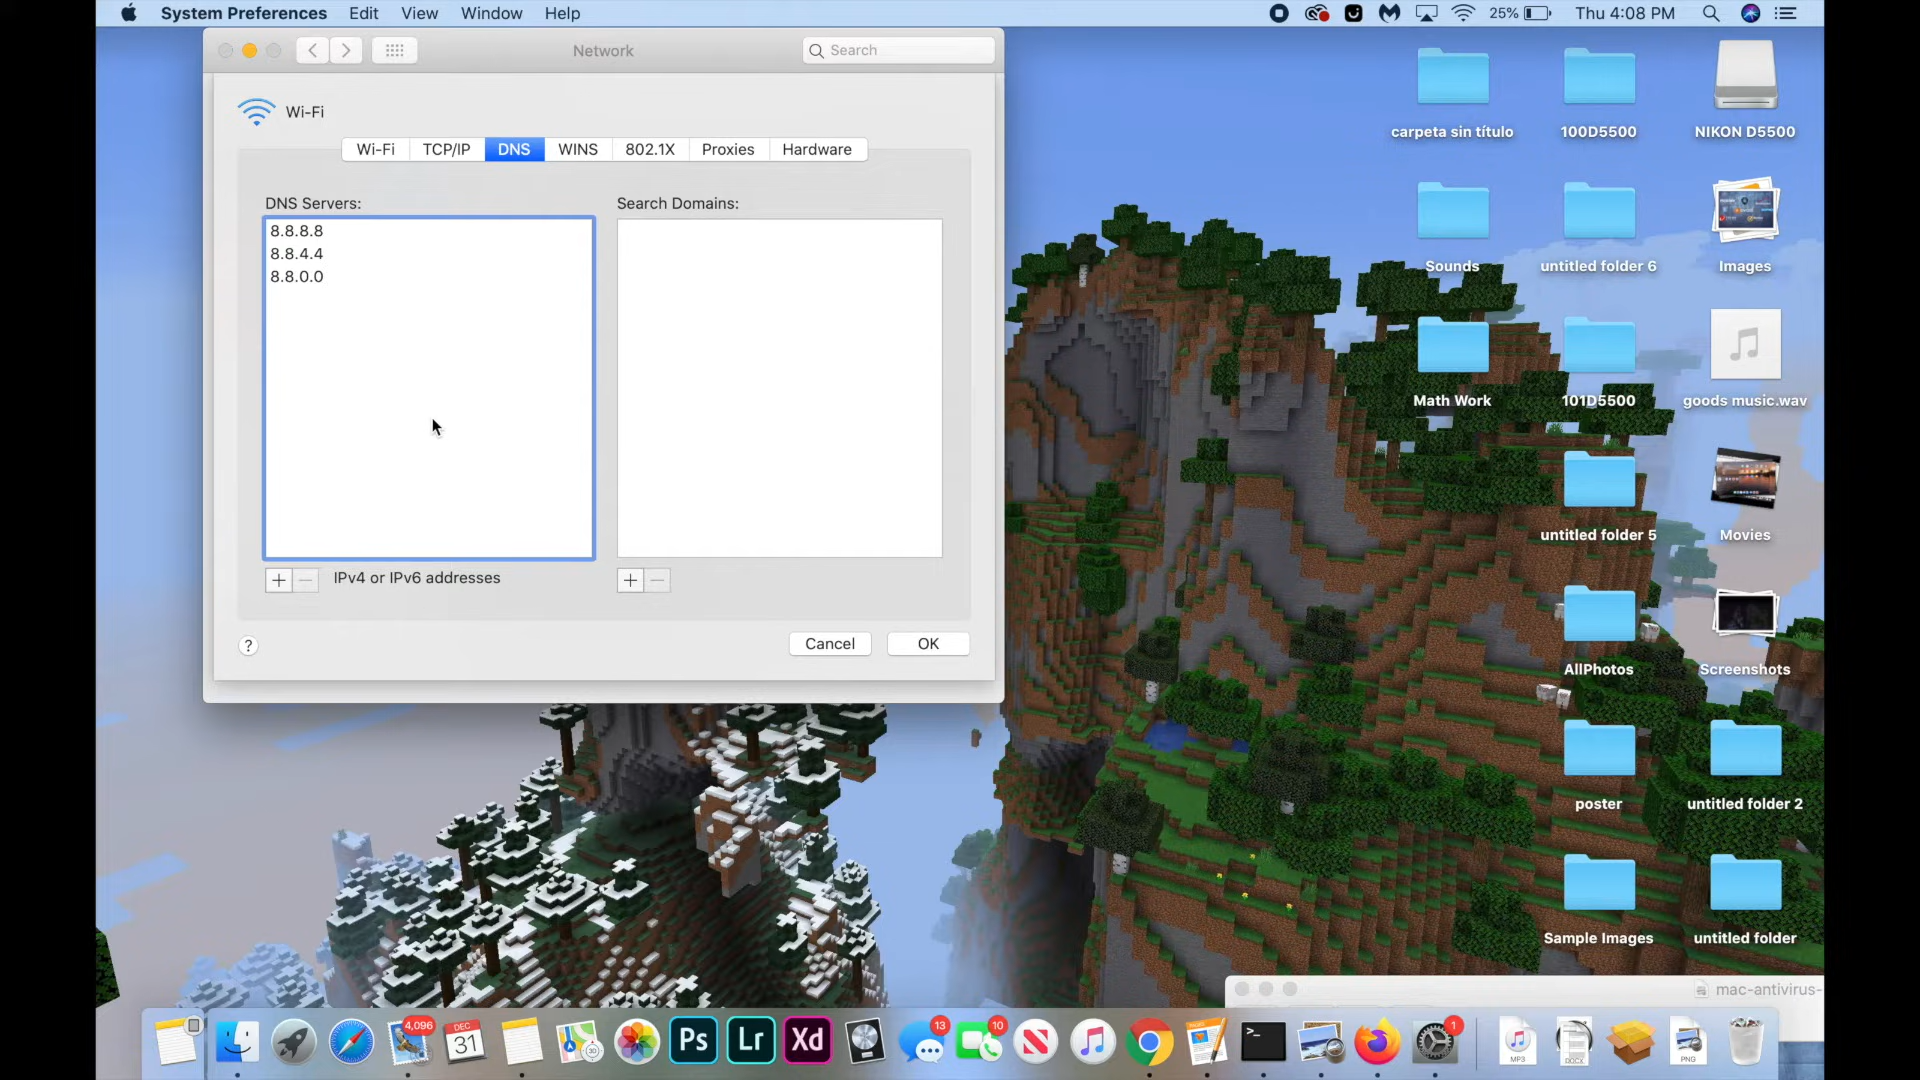 System Preferences Edit View Window Help
25% Thu 4:08 PM
Network
Search
Wi-Fi
Wi-Fi TCP/IP DNS WINS 802.1X Proxies Hardware
DNS Servers:
Search Domains:
8.8.8.8
8.8.4.4
8.8.0.0
+ − IPv4 or IPv6 addresses
+ −
? Cancel OK
carpeta sin título 100D5500 NIKON D5500
Sounds untitled folder 6 Images
Math Work 101D5500 goods music.wav
untitled folder 5 Movies
AllPhotos Screenshots
poster untitled folder 2
Sample Images untitled folder
mac-antivirus-
4,096
DEC
31
Ps
Lr
Xd
13
10
>_
1
MP3
DOCX
PNG